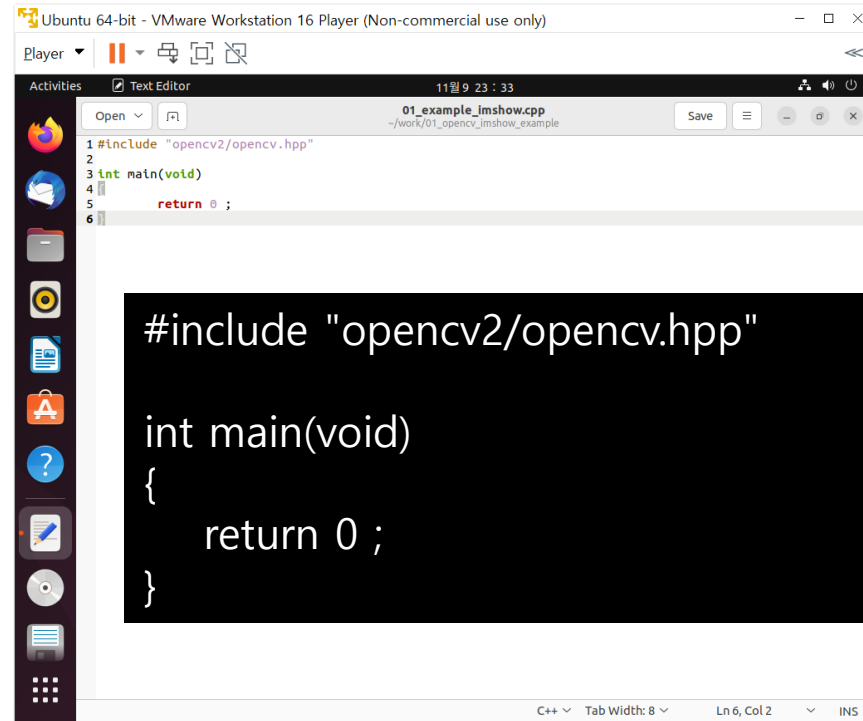 Ubuntu 64-bit - VMware Workstation 16 Player (Non-commercial use only)
Player
Activities Text Editor 11월 9 23 : 33
Open 01_example_imshow.cpp Save
~/work/01_opencv_imshow_example
1 #include "opencv2/opencv.hpp"
2
3 int main(void)
4 {
5 return 0 ;
6 }
#include "opencv2/opencv.hpp"
int main(void)
{
return 0 ;
}
C++ Tab Width: 8 Ln 6, Col 2 INS